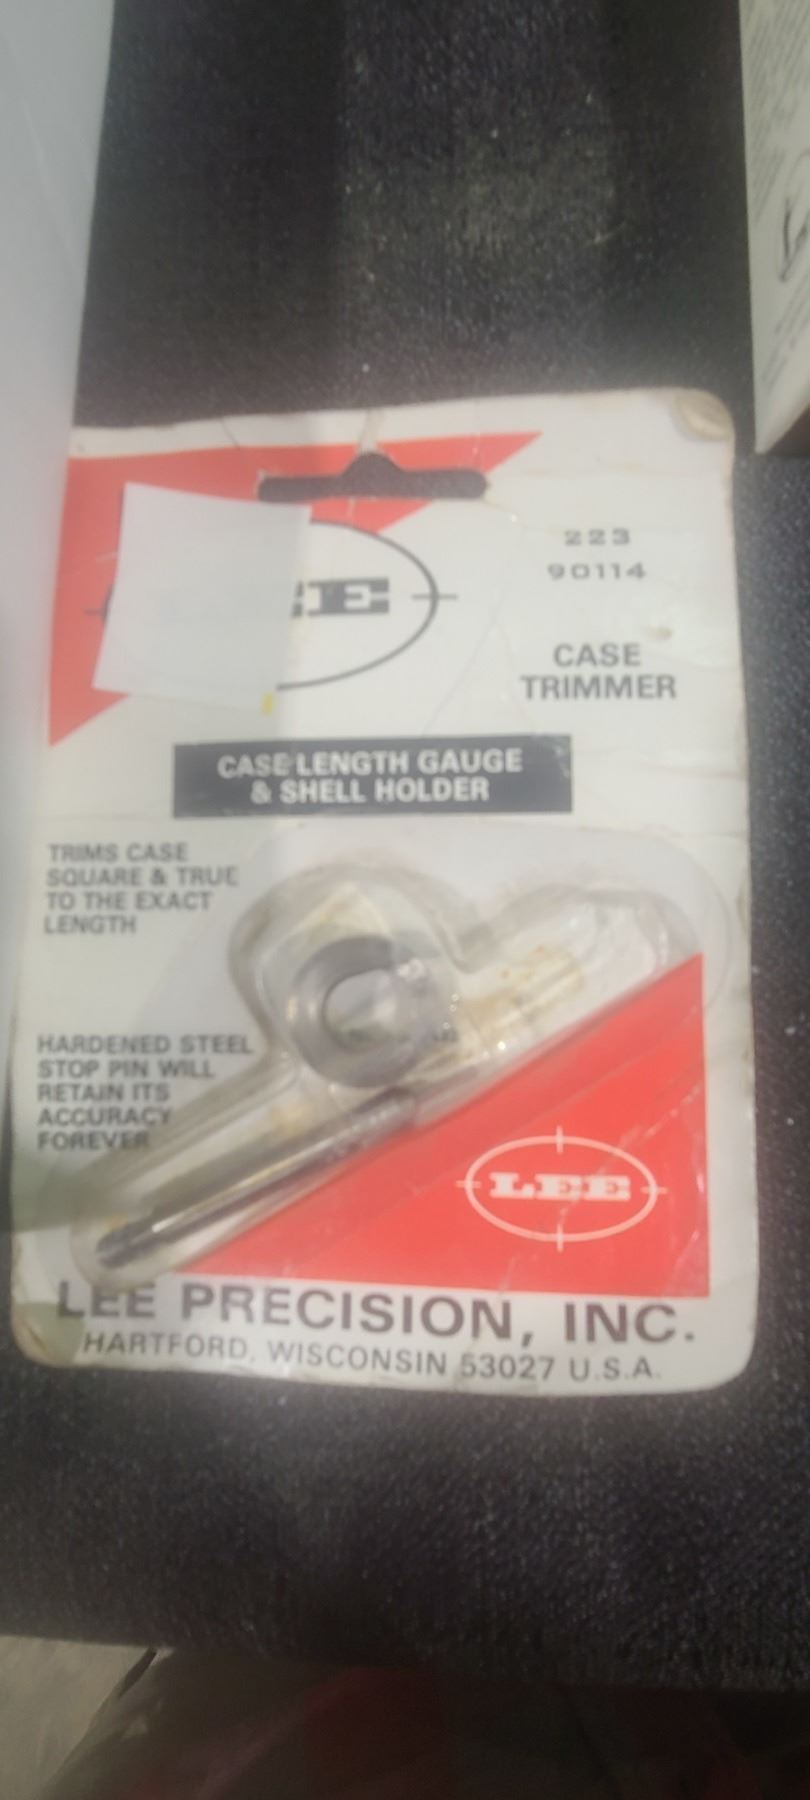 223
90114
CASE
TRIMMER
CASE LENGTH GAUGE
& SHELL HOLDER
TRIMS CASE
SQUARE & TRUE
TO THE EXACT
LENGTH
HARDENED STEEL
STOP PIN WILL
RETAIN ITS
ACCURACY
FOREVER
LEE
LEE PRECISION, INC.
HARTFORD, WISCONSIN 53027 U.S.A.